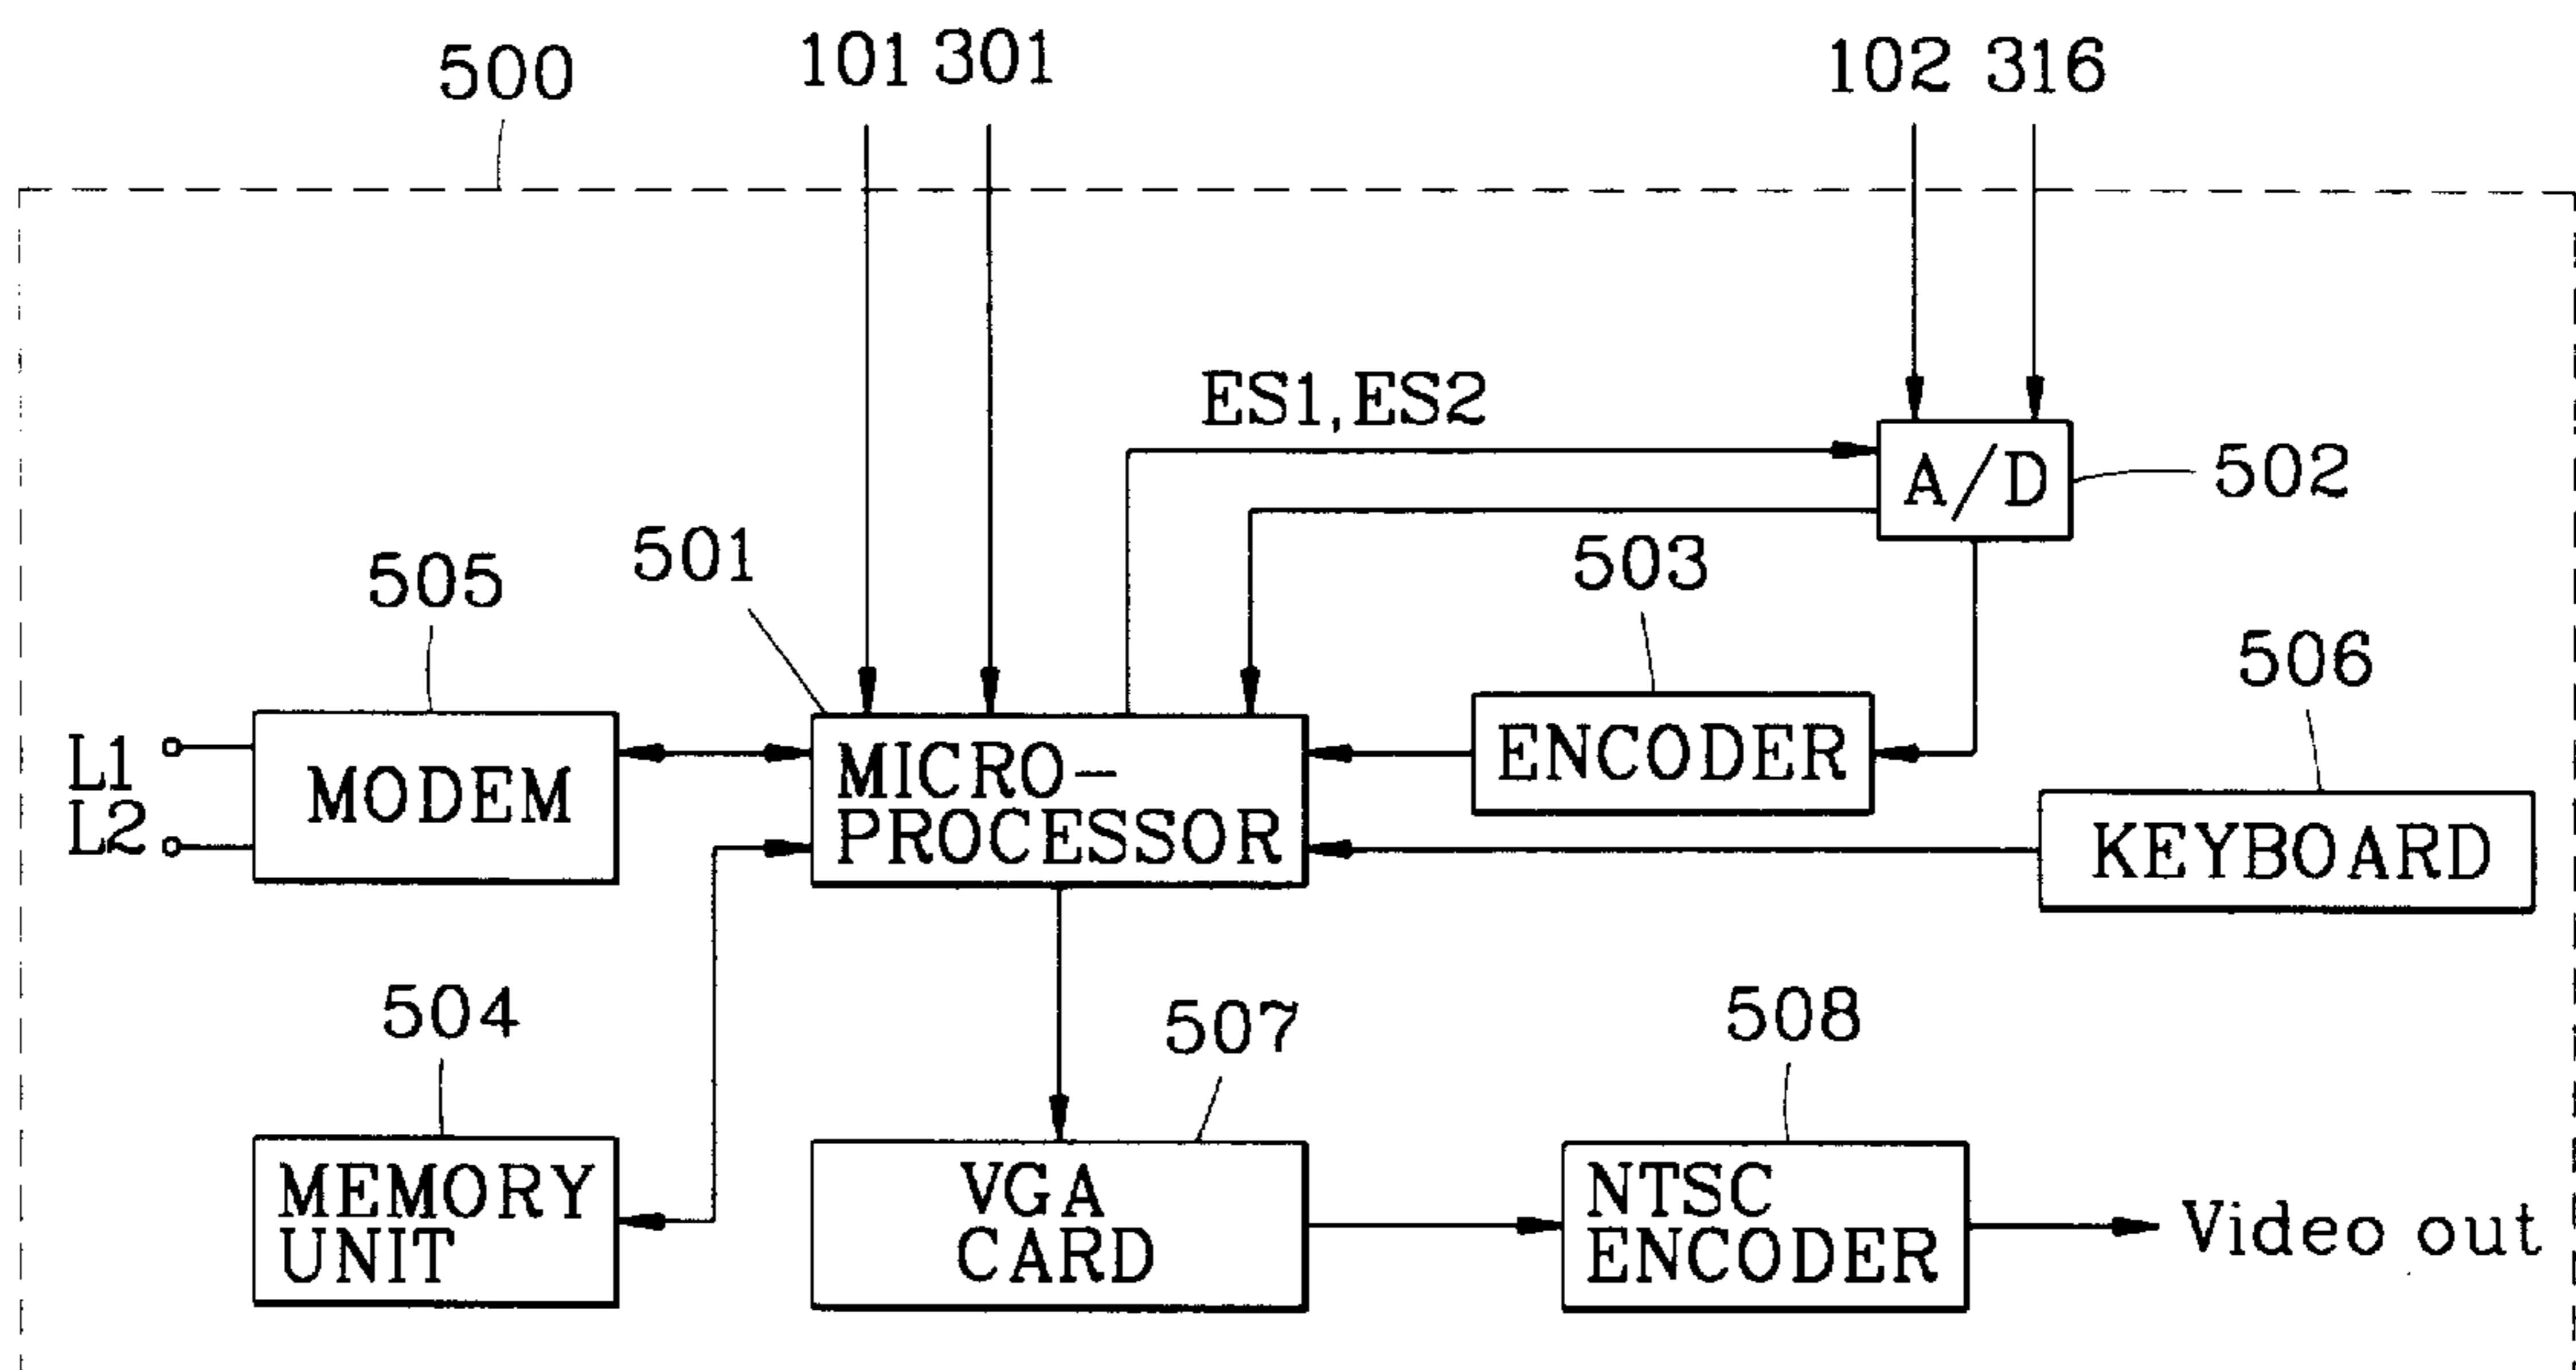 500
101 301
102 316
ES1,ES2
A/D
502
501
503
505
506
L1
L2
MODEM
MICRO-
PROCESSOR
ENCODER
KEYBOARD
504
507
508
MEMORY
UNIT
VGA
CARD
NTSC
ENCODER
Video out